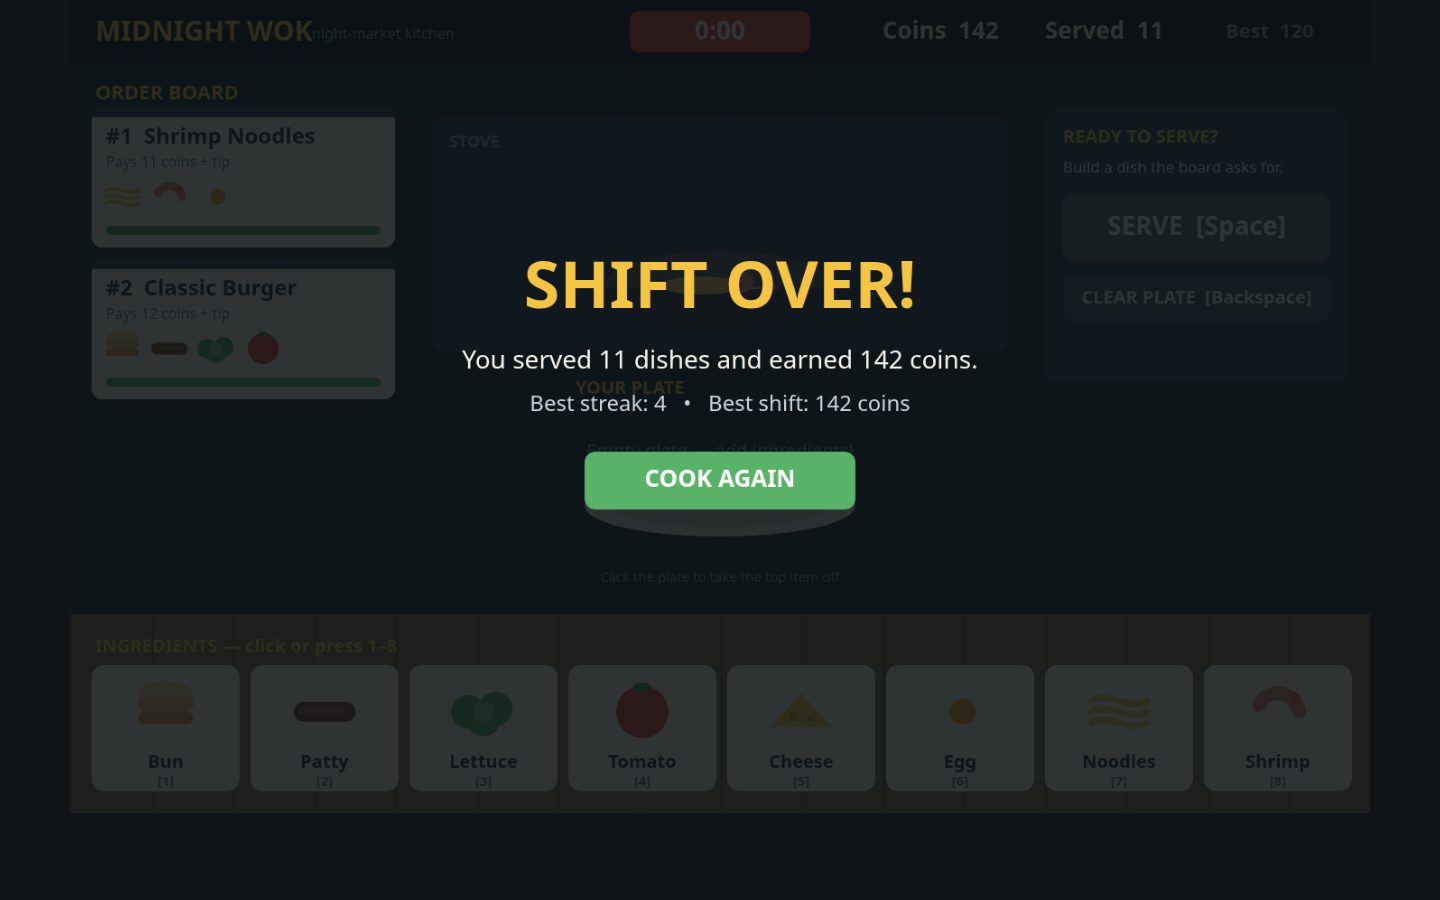 MIDNIGHT WOK night-market kitchen
0:00
Coins 142 Served 11 Best 120
ORDER BOARD
#1 Shrimp Noodles
Pays 11 coins + tip
#2 Classic Burger
Pays 12 coins + tip
STOVE
READY TO SERVE?
Build a dish the board asks for.
SERVE [Space]
CLEAR PLATE [Backspace]
SHIFT OVER!
You served 11 dishes and earned 142 coins.
YOUR PLATE
Best streak: 4 • Best shift: 142 coins
Empty plate — add ingredients!
COOK AGAIN
Click the plate to take the top item off
INGREDIENTS — click or press 1–8
Bun Patty Lettuce Tomato Cheese Egg Noodles Shrimp
[1] [2] [3] [4] [5] [6] [7] [8]